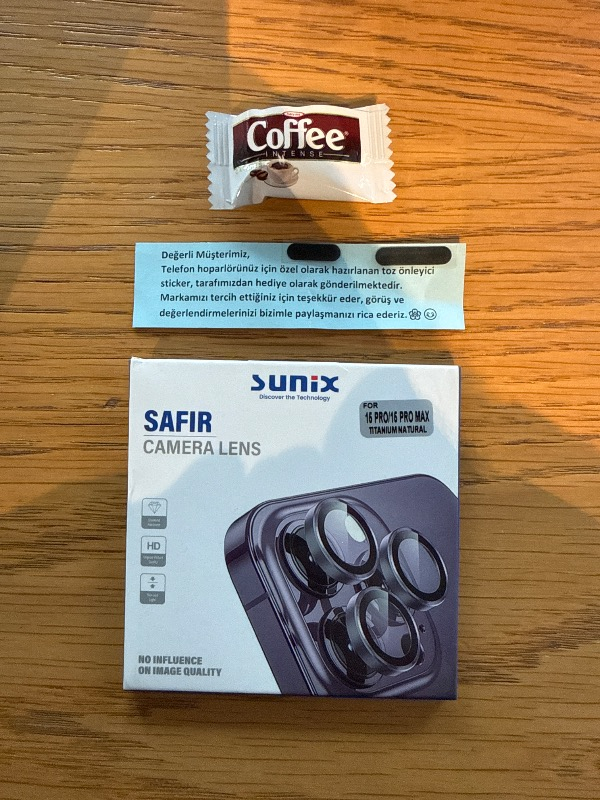 Coffee
INTENSE
Değerli Müşterimiz,
Telefon hoparlörünüz için özel olarak hazırlanan toz önleyici
sticker, tarafımızdan hediye olarak gönderilmektedir.
Markamızı tercih ettiğiniz için teşekkür eder, görüş ve
değerlendirmelerinizi bizimle paylaşmanızı rica ederiz.
sunix
Discover the Technology
SAFIR
CAMERA LENS
FOR
16 PRO/16 PRO MAX
TITANIUM NATURAL
HD
NO INFLUENCE
ON IMAGE QUALITY